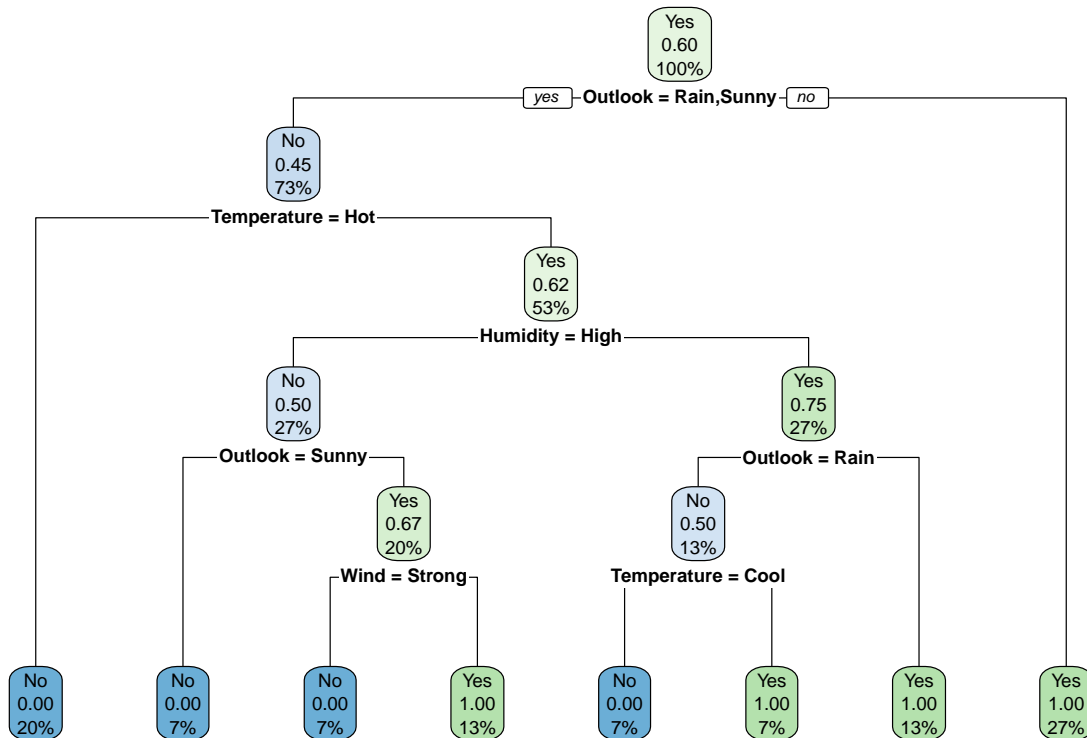 Yes
0.60
100%
yes Outlook = Rain,Sunny no
No
0.45
73%
Temperature = Hot
Yes
0.62
53%
Humidity = High
No
0.50
27%
Yes
0.75
27%
Outlook = Sunny
Outlook = Rain
Yes
0.67
20%
No
0.50
13%
Wind = Strong
Temperature = Cool
No
0.00
20%
No
0.00
7%
No
0.00
7%
Yes
1.00
13%
No
0.00
7%
Yes
1.00
7%
Yes
1.00
13%
Yes
1.00
27%